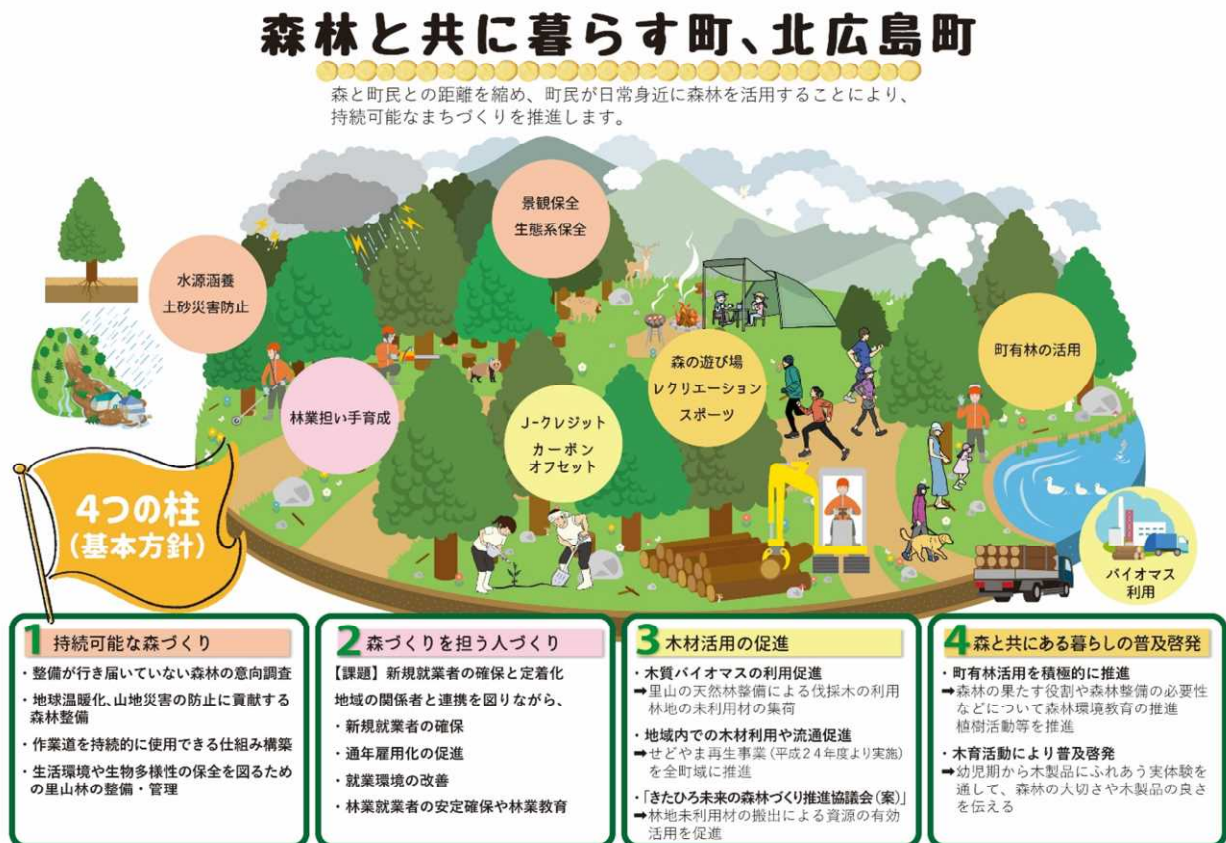 森林と共に暮らす町、北広島町
森と町民との距離を縮め、町民が日常身近に森林を活用することにより、
持続可能なまちづくりを推進します。
景観保全
生態系保全
水源涵養
土砂災害防止
町有林の活用
森の遊び場
レクリエーション
スポーツ
林業担い手育成
J-クレジット
カーボン
オフセット
バイオマス
利用
4つの柱
(基本方針)
1 持続可能な森づくり
・整備が行き届いていない森林の意向調査
・地球温暖化、山地災害の防止に貢献する
森林整備
・作業道を持続的に使用できる仕組み構築
・生活環境や生物多様性の保全を図るため
の里山林の整備・管理
2 森づくりを担う人づくり
【課題】新規就業者の確保と定着化
地域の関係者と連携を図りながら、
・新規就業者の確保
・通年雇用化の促進
・就業環境の改善
・林業就業者の安定確保や林業教育
3 木材活用の促進
・木質バイオマスの利用促進
➡里山の天然林整備による伐採木の利用
林地の未利用材の集荷
・地域内での木材利用や流通促進
➡せどやま再生事業(平成24年度より実施)
を全町域に推進
・「きたひろ未来の森林づくり推進協議会(案)」
➡林地未利用材の搬出による資源の有効
活用を促進
4 森と共にある暮らしの普及啓発
・町有林活用を積極的に推進
➡森林の果たす役割や森林整備の必要性
などについて森林環境教育の推進
植樹活動等を推進
・木育活動により普及啓発
➡幼児期から木製品にふれあう実体験を
通して、森林の大切さや木製品の良さ
を伝える